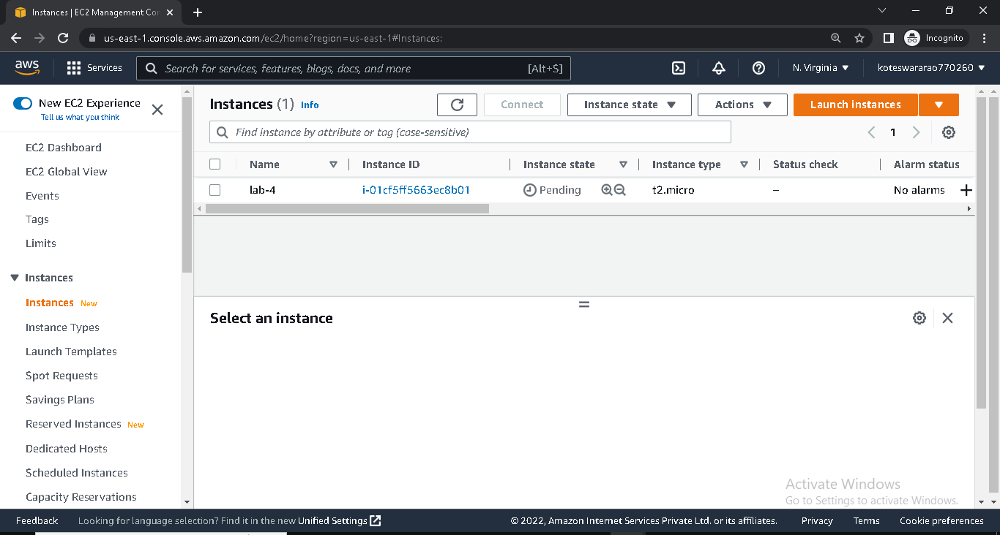 Instances | EC2 Management Con
us-east-1.console.aws.amazon.com/ec2/home?region=us-east-1#Instances:
Incognito
aws
Services
Search for services, features, blogs, docs, and more
[Alt+S]
N. Virginia
koteswararao770260
New EC2 Experience
Tell us what you think
EC2 Dashboard
EC2 Global View
Events
Tags
Limits
Instances
Instances New
Instance Types
Launch Templates
Spot Requests
Savings Plans
Reserved Instances New
Dedicated Hosts
Scheduled Instances
Capacity Reservations
Instances (1) Info
Connect
Instance state
Actions
Launch instances
Find instance by attribute or tag (case-sensitive)
1
Name Instance ID Instance state Instance type Status check Alarm status
lab-4 i-01cf5ff5663ec8b01 Pending t2.micro – No alarms
Select an instance
Activate Windows
Go to Settings to activate Windows.
Feedback
Looking for language selection? Find it in the new Unified Settings
© 2022, Amazon Internet Services Private Ltd. or its affiliates.
Privacy
Terms
Cookie preferences